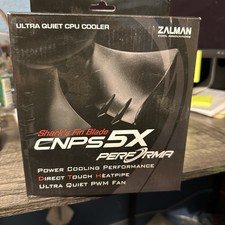 ULTRA QUIET CPU COOLER
ZALMAN
Shark's Fin Blade
CNPS5X
PERFORMA
POWER COOLING PERFORMANCE
DIRECT TOUCH HEATPIPE
ULTRA QUIET PWM FAN